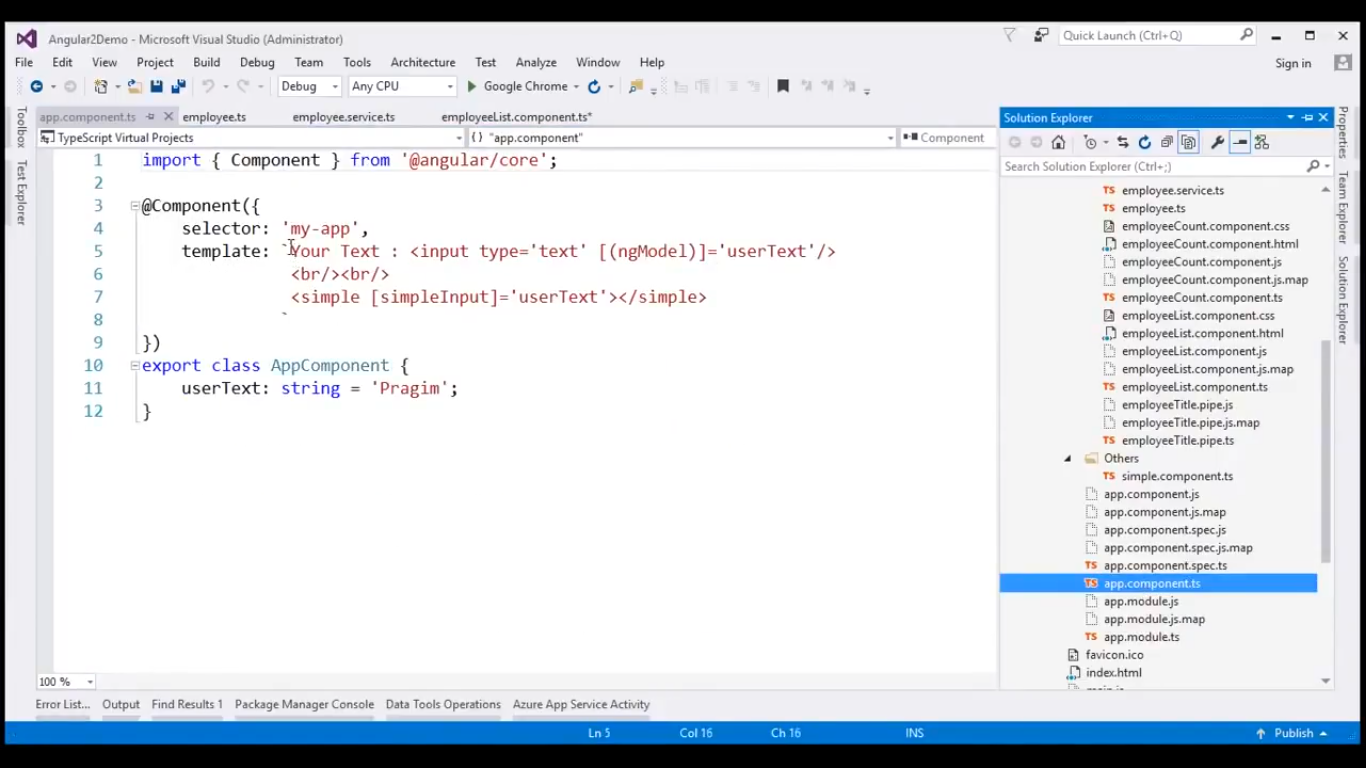 Angular2Demo - Microsoft Visual Studio (Administrator)
Quick Launch (Ctrl+Q)
File Edit View Project Build Debug Team Tools Architecture Test Analyze Window Help
Sign in
Debug Any CPU Google Chrome
Toolbox
Test Explorer
app.component.ts employee.ts employee.service.ts employeeList.component.ts*
TypeScript Virtual Projects {} "app.component" Component
1 import { Component } from '@angular/core';
2
3 @Component({
4 selector: 'my-app',
5 template: `Your Text : <input type='text' [(ngModel)]='userText'/>
6 <br/><br/>
7 <simple [simpleInput]='userText'></simple>
8 `
9 })
10 export class AppComponent {
11 userText: string = 'Pragim';
12 }
100 %
Solution Explorer
Search Solution Explorer (Ctrl+;)
employee.service.ts
TS employee.ts
employeeCount.component.css
employeeCount.component.html
employeeCount.component.js
employeeCount.component.js.map
TS employeeCount.component.ts
employeeList.component.css
employeeList.component.html
employeeList.component.js
employeeList.component.js.map
TS employeeList.component.ts
employeeTitle.pipe.js
employeeTitle.pipe.js.map
TS employeeTitle.pipe.ts
Others
TS simple.component.ts
app.component.js
app.component.js.map
app.component.spec.js
app.component.spec.js.map
TS app.component.spec.ts
TS app.component.ts
app.module.js
app.module.js.map
TS app.module.ts
favicon.ico
index.html
Properties
Team Explorer
Solution Explorer
Error List... Output Find Results 1 Package Manager Console Data Tools Operations Azure App Service Activity
Ln 5 Col 16 Ch 16 INS Publish